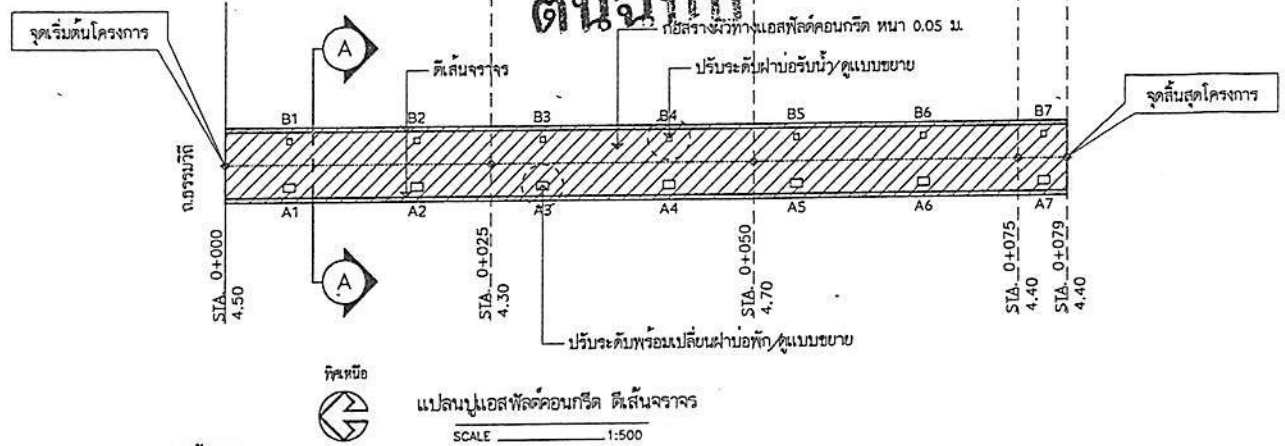 ต้นฉบับ
จุดเริ่มต้นโครงการ
ก่อสร้างผิวทางแอสฟัลต์คอนกรีต หนา 0.05 ม.
ตีเส้นจราจร
ปรับระดับฝาบ่อรับน้ำ/ดูแบบขยาย
จุดสิ้นสุดโครงการ
A
B1 B2 B3 B4 B5 B6 B7
ถ.ธรรมวิถี
A1 A2 A3 A4 A5 A6 A7
A
STA. 0+000
4.50
STA. 0+025
4.30
STA. 0+050
4.70
STA. 0+075
4.40
STA. 0+079
4.40
ปรับระดับพร้อมเปลี่ยนฝาบ่อพัก/ดูแบบขยาย
ทิศเหนือ
แปลนปูแอสฟัลต์คอนกรีต ตีเส้นจราจร
SCALE 1:500